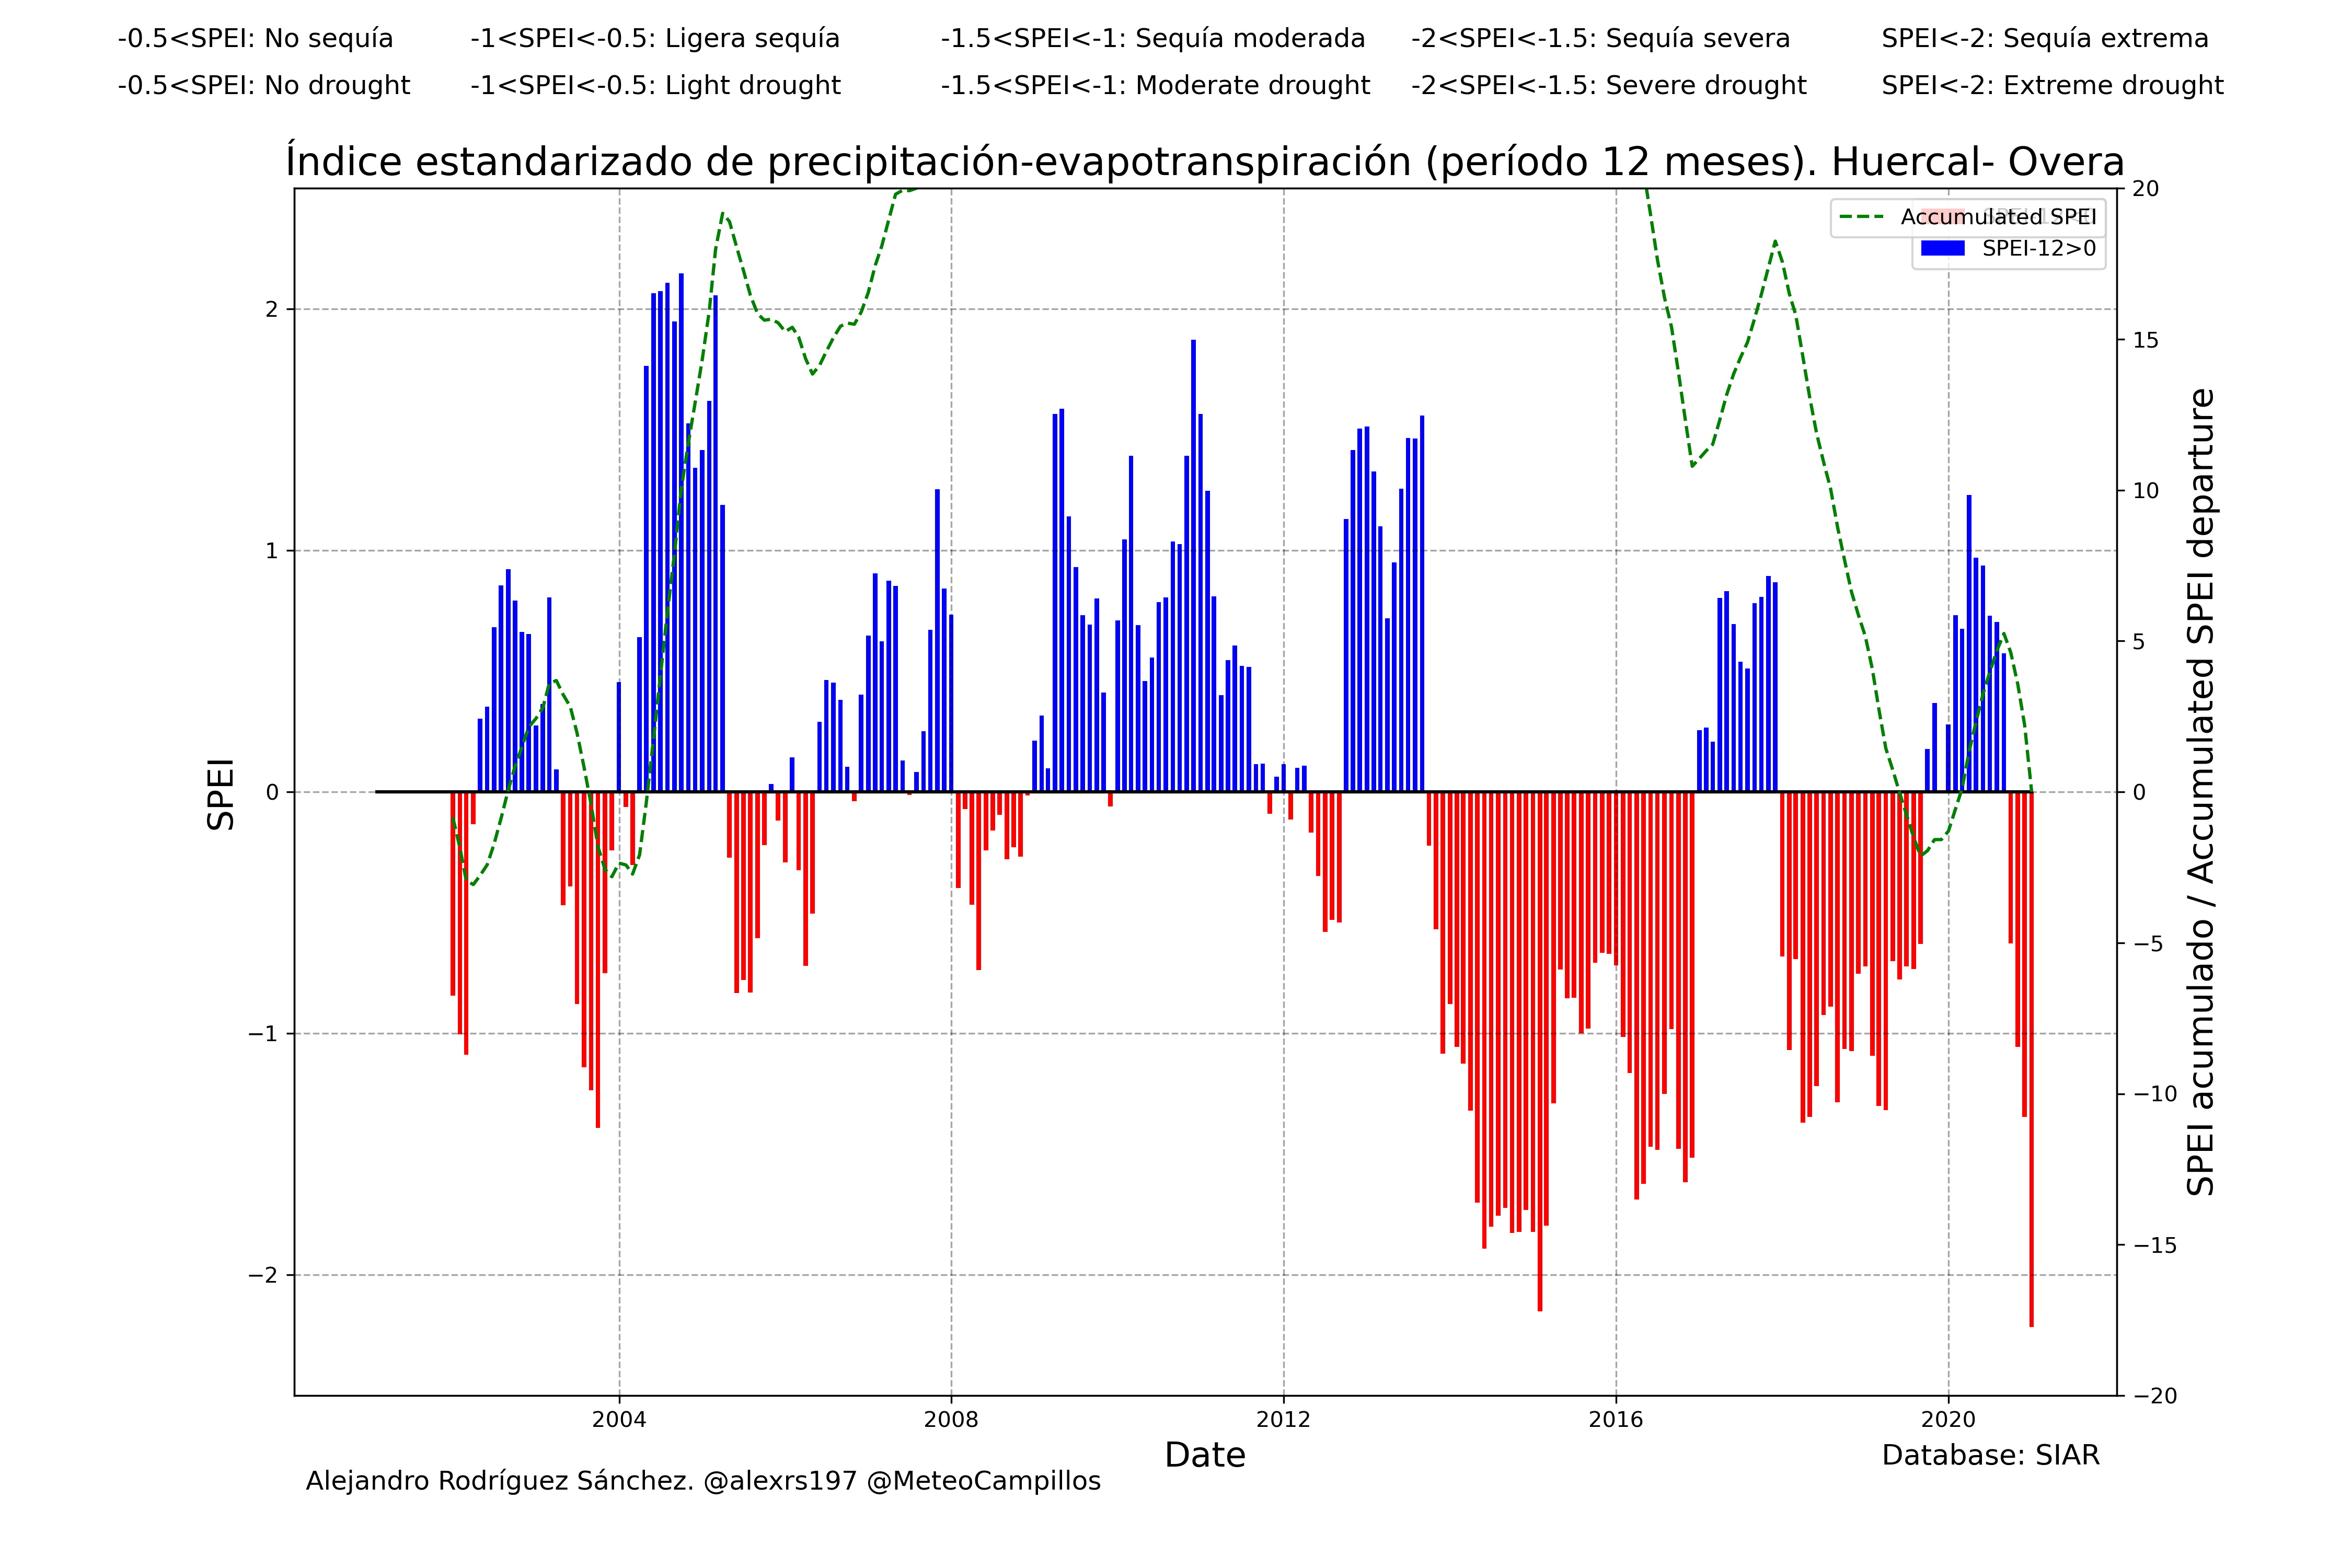 -0.5<SPEI: No sequía -1<SPEI<-0.5: Ligera sequía -1.5<SPEI<-1: Sequía moderada -2<SPEI<-1.5: Sequía severa SPEI<-2: Sequía extrema
-0.5<SPEI: No drought -1<SPEI<-0.5: Light drought -1.5<SPEI<-1: Moderate drought -2<SPEI<-1.5: Severe drought SPEI<-2: Extreme drought
Índice estandarizado de precipitación-evapotranspiración (período 12 meses). Huercal- Overa
Accumulated SPEI
SPEI-12>0
SPEI
2
1
0
−1
−2
20
15
10
5
0
−5
−10
−15
−20
SPEI acumulado / Accumulated SPEI departure
2004 2008 2012 2016 2020
Date
Database: SIAR
Alejandro Rodríguez Sánchez. @alexrs197 @MeteoCampillos